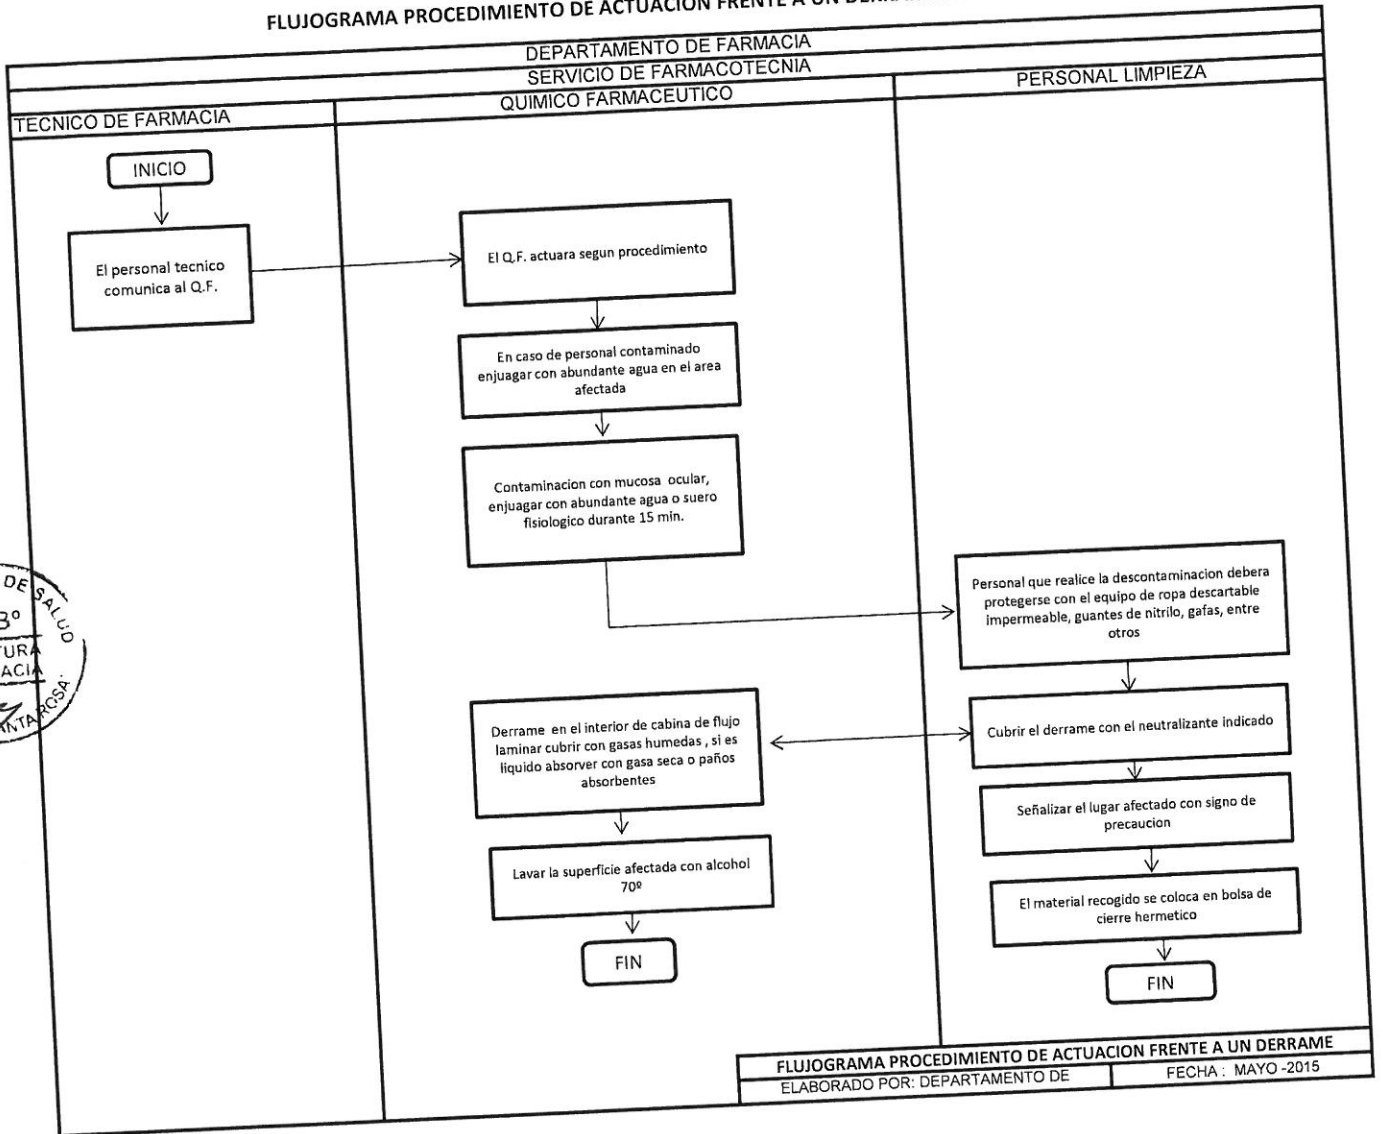 FLUJOGRAMA PROCEDIMIENTO DE ACTUACION FRENTE A UN
DEPARTAMENTO DE FARMACIA
SERVICIO DE FARMACOTECNIA
TECNICO DE FARMACIA
QUIMICO FARMACEUTICO
PERSONAL LIMPIEZA
INICIO
El personal tecnico
comunica al Q.F.
El Q.F. actuara segun procedimiento
En caso de personal contaminado
enjuagar con abundante agua en el area
afectada
Contaminacion con mucosa ocular,
enjuagar con abundante agua o suero
fisiologico durante 15 min.
Personal que realice la descontaminacion debera
protegerse con el equipo de ropa descartable
impermeable, guantes de nitrilo, gafas, entre
otros
Derrame en el interior de cabina de flujo
laminar cubrir con gasas humedas , si es
liquido absorver con gasa seca o paños
absorbentes
Cubrir el derrame con el neutralizante indicado
Señalizar el lugar afectado con signo de
precaucion
Lavar la superficie afectada con alcohol
70º
El material recogido se coloca en bolsa de
cierre hermetico
FIN
FIN
DE SALUD
FLUJOGRAMA PROCEDIMIENTO DE ACTUACION FRENTE A UN DERRAME
ELABORADO POR: DEPARTAMENTO DE
FECHA : MAYO -2015